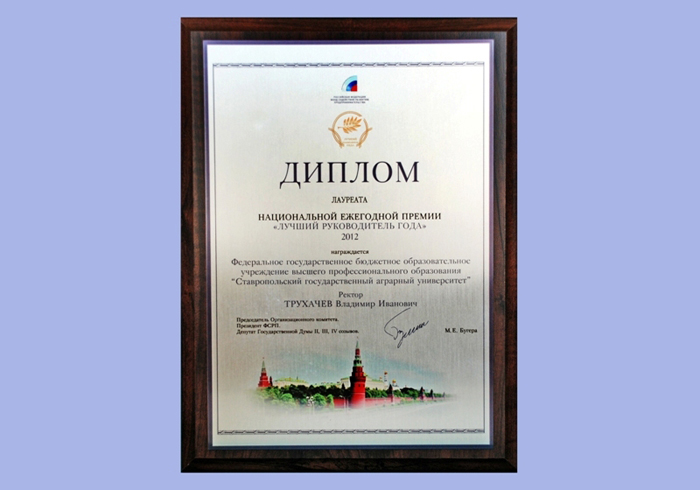 ДИПЛОМ
ЛАУРЕАТА
НАЦИОНАЛЬНОЙ ЕЖЕГОДНОЙ ПРЕМИИ
«ЛУЧШИЙ РУКОВОДИТЕЛЬ ГОДА»
2012
награждается
Федеральное государственное бюджетное образовательное
учреждение высшего профессионального образования
"Ставропольский государственный аграрный университет"
Ректор
ТРУХАЧЕВ Владимир Иванович
Председатель Организационного комитета,
Президент ФСРП,
Депутат Государственной Думы II, III, IV созывов.
М.Е. Бугера